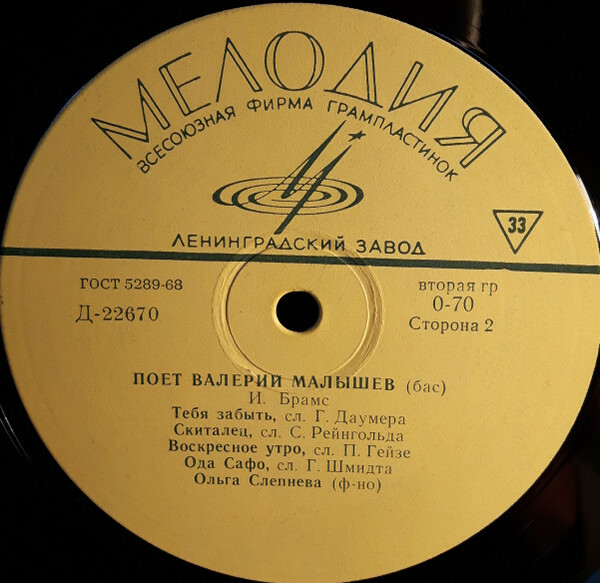 МЕЛОДИЯ
ВСЕСОЮЗНАЯ ФИРМА ГРАМПЛАСТИНОК
ЛЕНИНГРАДСКИЙ ЗАВОД
33
ГОСТ 5289-68
Д-22670
вторая гр
0-70
Сторона 2
ПОЕТ ВАЛЕРИЙ МАЛЫШЕВ (бас)
И. Брамс
Тебя забыть, сл. Г. Даумера
Скиталец, сл. С. Рейнгольда
Воскресное утро, сл. П. Гейзе
Ода Сафо, сл. Г. Шмидта
Ольга Слепнева (ф-но)